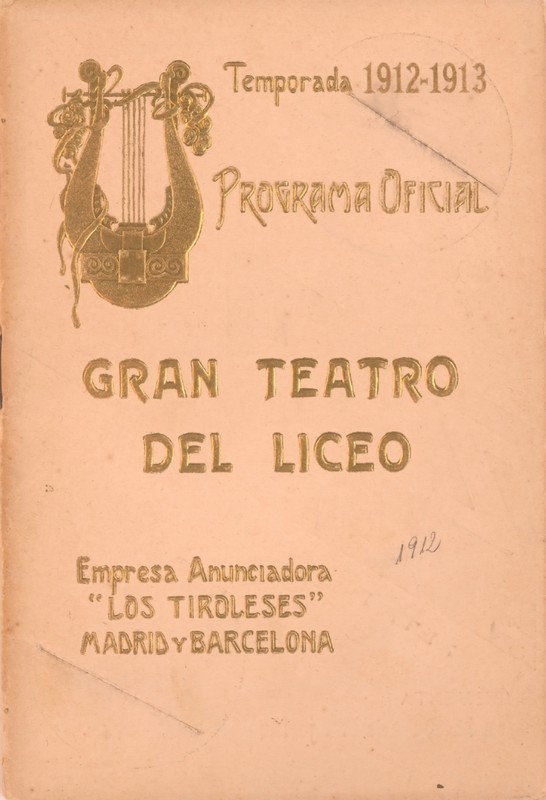 Temporada 1912-1913
PROGRAMA OFICIAL
GRAN TEATRO
DEL LICEO
1912
Empresa Anunciadora
"LOS TIROLESES"
MADRID Y BARCELONA